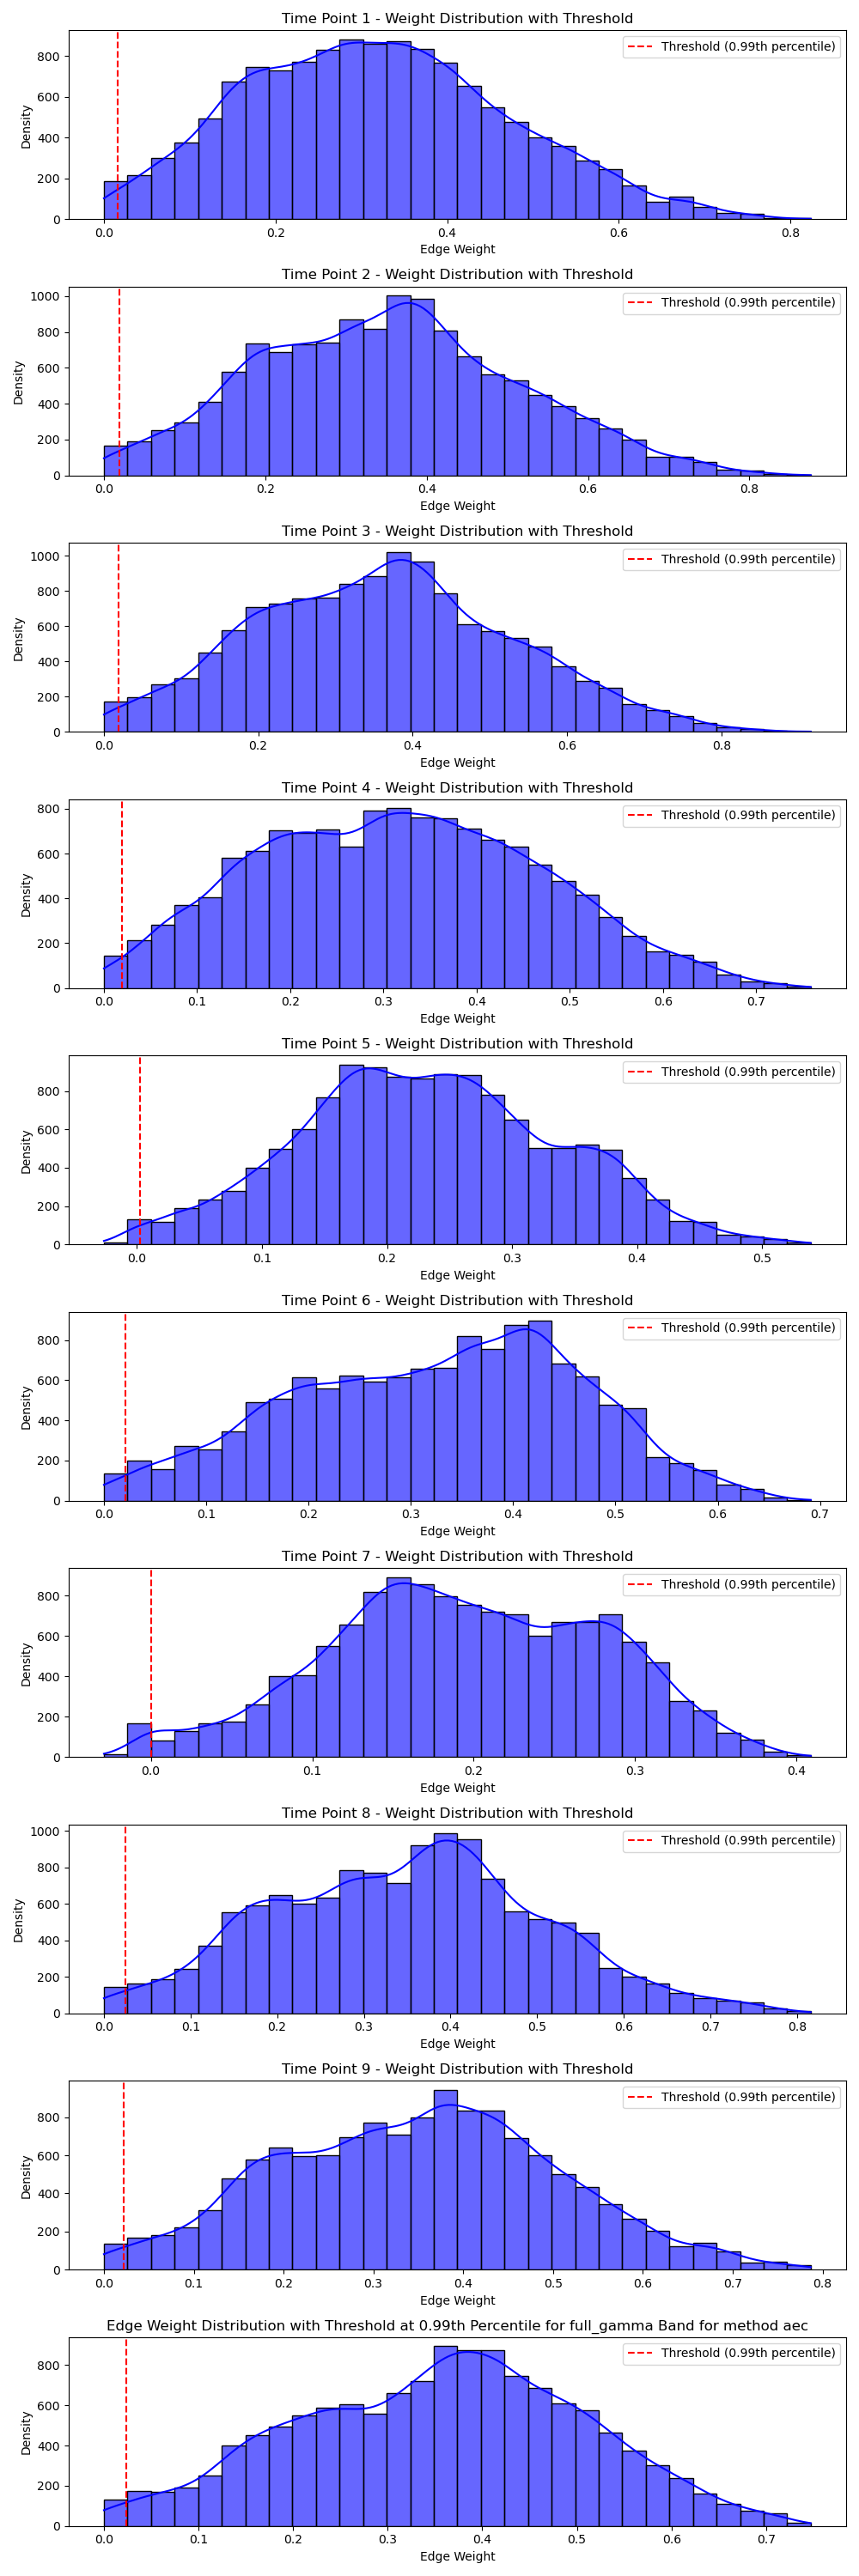 Time Point 1 - Weight Distribution with Threshold
Threshold (0.99th percentile)
Density
800
600
400
200
0
0.0 0.2 0.4 0.6 0.8
Edge Weight
Time Point 2 - Weight Distribution with Threshold
Threshold (0.99th percentile)
Density
1000
800
600
400
200
0
0.0 0.2 0.4 0.6 0.8
Edge Weight
Time Point 3 - Weight Distribution with Threshold
Threshold (0.99th percentile)
Density
1000
800
600
400
200
0
0.0 0.2 0.4 0.6 0.8
Edge Weight
Time Point 4 - Weight Distribution with Threshold
Threshold (0.99th percentile)
Density
800
600
400
200
0
0.0 0.1 0.2 0.3 0.4 0.5 0.6 0.7
Edge Weight
Time Point 5 - Weight Distribution with Threshold
Threshold (0.99th percentile)
Density
800
600
400
200
0
0.0 0.1 0.2 0.3 0.4 0.5
Edge Weight
Time Point 6 - Weight Distribution with Threshold
Threshold (0.99th percentile)
Density
800
600
400
200
0
0.0 0.1 0.2 0.3 0.4 0.5 0.6 0.7
Edge Weight
Time Point 7 - Weight Distribution with Threshold
Threshold (0.99th percentile)
Density
800
600
400
200
0
0.0 0.1 0.2 0.3 0.4
Edge Weight
Time Point 8 - Weight Distribution with Threshold
Threshold (0.99th percentile)
Density
1000
800
600
400
200
0
0.0 0.1 0.2 0.3 0.4 0.5 0.6 0.7 0.8
Edge Weight
Time Point 9 - Weight Distribution with Threshold
Threshold (0.99th percentile)
Density
800
600
400
200
0
0.0 0.1 0.2 0.3 0.4 0.5 0.6 0.7 0.8
Edge Weight
Edge Weight Distribution with Threshold at 0.99th Percentile for full_gamma Band for method aec
Threshold (0.99th percentile)
Density
800
600
400
200
0
0.0 0.1 0.2 0.3 0.4 0.5 0.6 0.7
Edge Weight